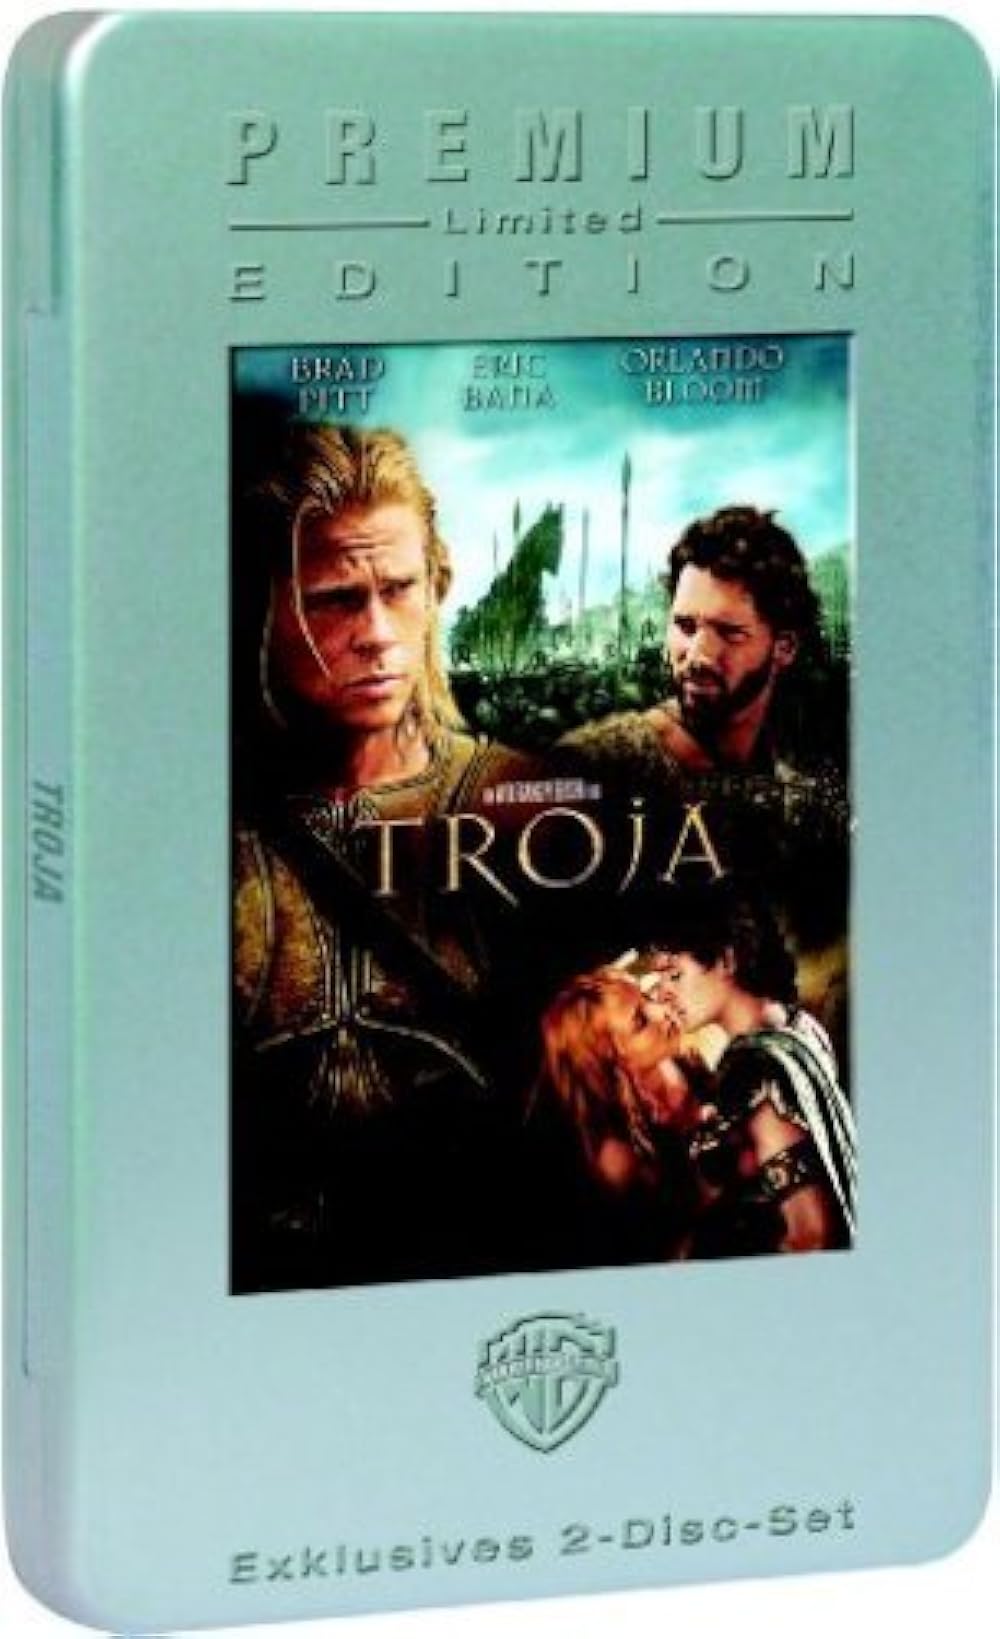 PREMIUM
Limited
EDITION
BRAD PITT
ERIC BANA
ORLANDO BLOOM
TROJA
TROJA
Exklusives 2-Disc-Set